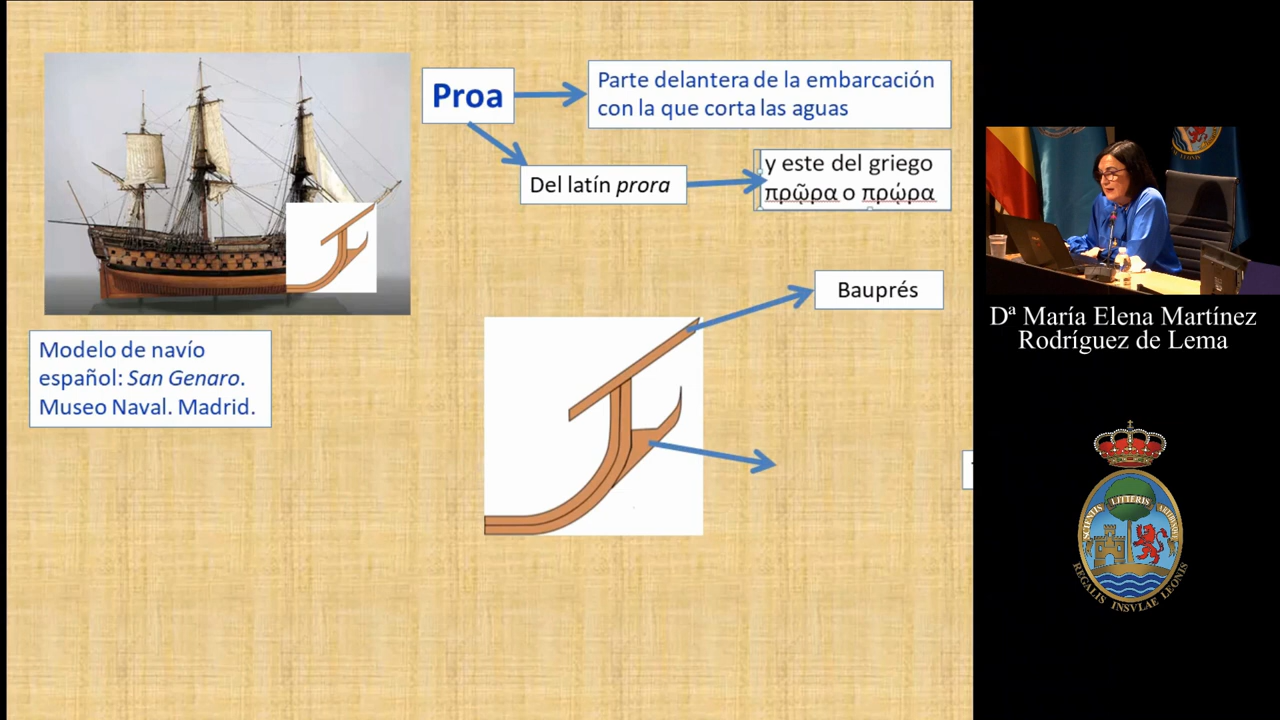 Proa
Parte delantera de la embarcación
con la que corta las aguas
Del latín prora
y este del griego
πρῷρα o πρώρα
Bauprés
Modelo de navío
español: San Genaro.
Museo Naval. Madrid.
Dª María Elena Martínez
Rodríguez de Lema
SCIENTIIS LITTERIS ARTIBVSQVE
REGALIS INSVLAE LEONIS